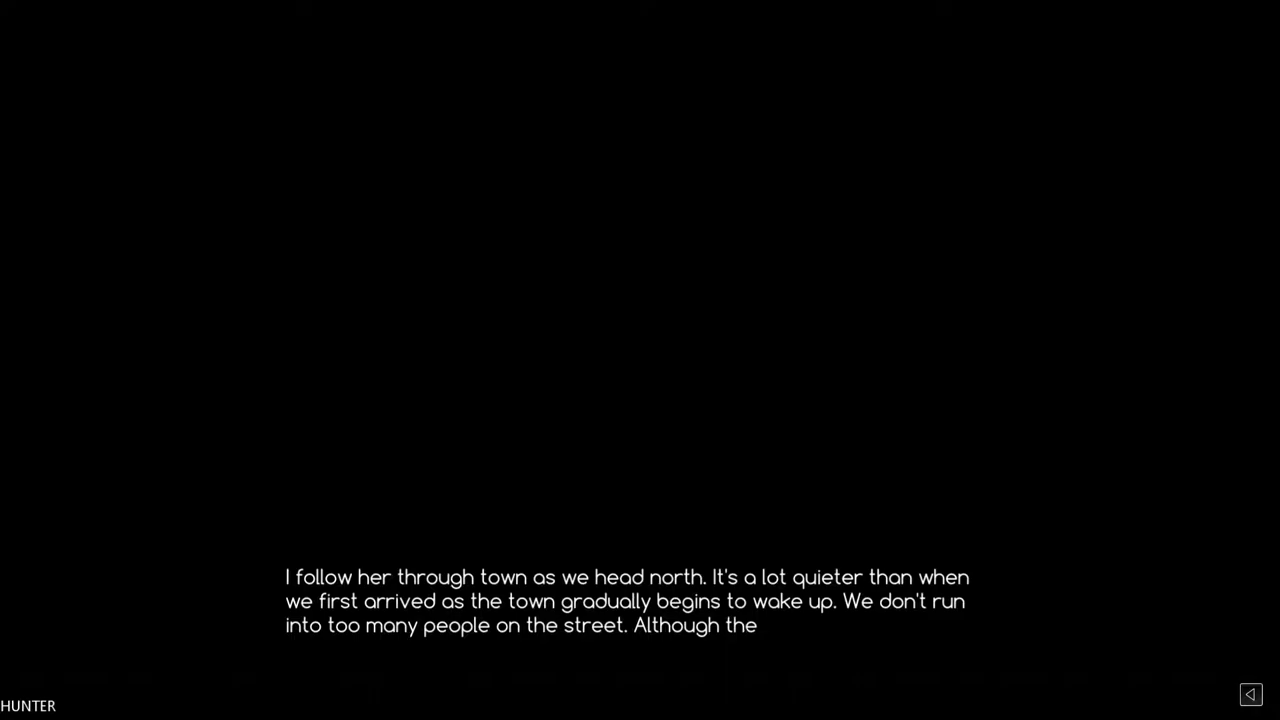 I follow her through town as we head north. It's a lot quieter than when
we first arrived as the town gradually begins to wake up. We don't run
into too many people on the street. Although the
HUNTER